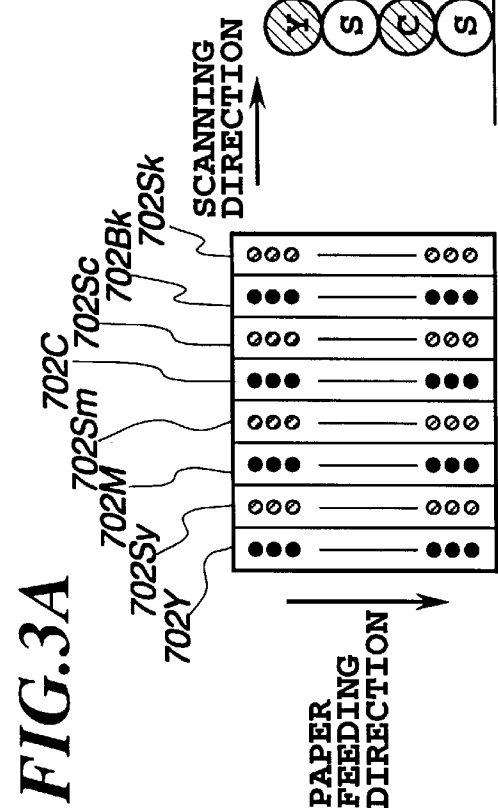 FIG.3A
702Y
702Sy
702M
702Sm
702C
702Sc
702Bk
702Sk
SCANNING
DIRECTION
PAPER
FEEDING
DIRECTION
Y
S
C
S